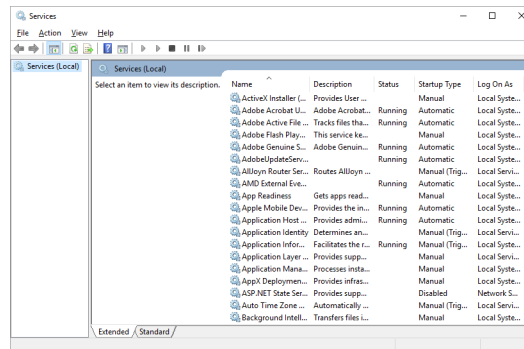 Services
File Action View Help
Services (Local)
Services (Local)
Select an item to view its description.
Name Description Status Startup Type Log On As
ActiveX Installer (... Provides User ... Manual Local Syste...
Adobe Acrobat U... Adobe Acrobat... Running Automatic Local Syste...
Adobe Active File ... Tracks files tha... Running Automatic Local Syste...
Adobe Flash Play... This service ke... Manual Local Syste...
Adobe Genuine S... Adobe Genuin... Running Automatic Local Syste...
AdobeUpdateServ... Running Automatic Local Syste...
AllJoyn Router Ser... Routes AllJoyn ... Manual (Trig... Local Servi...
AMD External Eve... Running Automatic Local Syste...
App Readiness Gets apps read... Manual Local Syste...
Apple Mobile Dev... Provides the in... Running Automatic Local Syste...
Application Host ... Provides admi... Running Automatic Local Syste...
Application Identity Determines an... Manual (Trig... Local Servi...
Application Infor... Facilitates the r... Running Manual (Trig... Local Syste...
Application Layer ... Provides supp... Manual Local Servi...
Application Mana... Processes insta... Manual Local Syste...
AppX Deploymen... Provides infras... Manual Local Syste...
ASP.NET State Ser... Provides supp... Disabled Network S...
Auto Time Zone ... Automatically ... Manual (Trig... Local Servi...
Background Intell... Transfers files i... Manual Local Syste...
Extended Standard